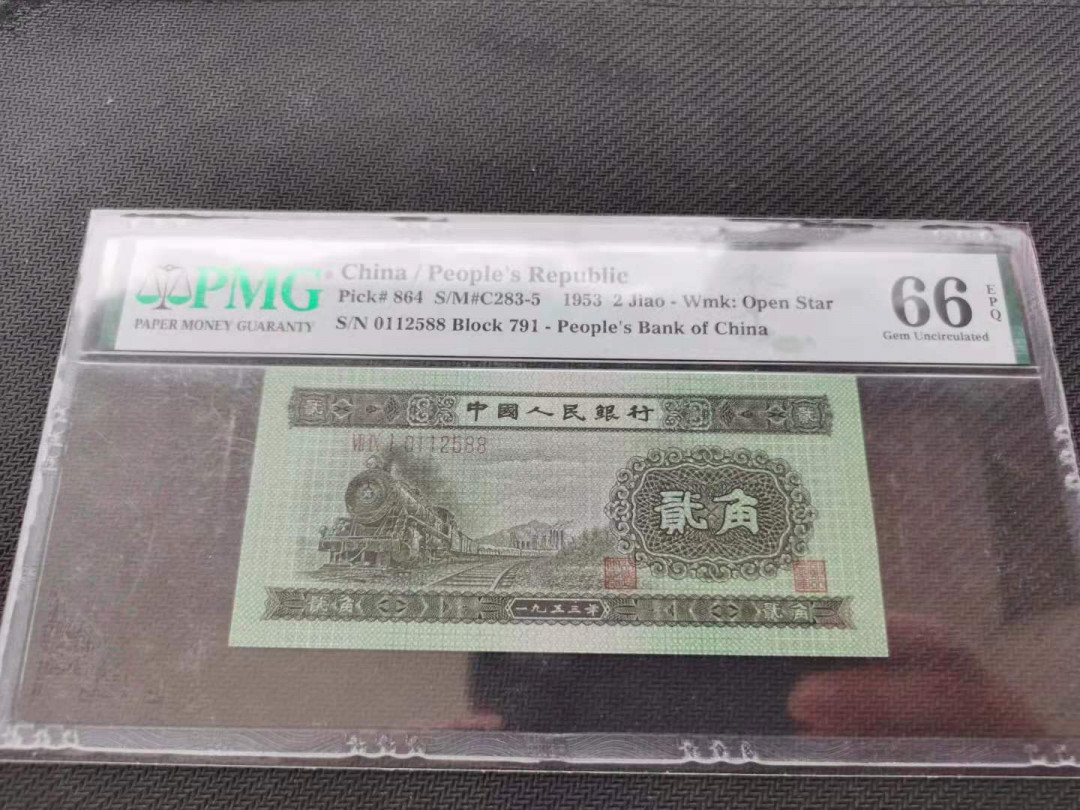 PMG
PAPER MONEY GUARANTY
China / People's Republic
Pick# 864 S/M#C283-5 1953 2 Jiao - Wmk: Open Star
S/N 0112588 Block 791 - People's Bank of China
66
EPQ
Gem Uncirculated
中國人民銀行
0112588
貳角
貳角
一九五三年
貳角